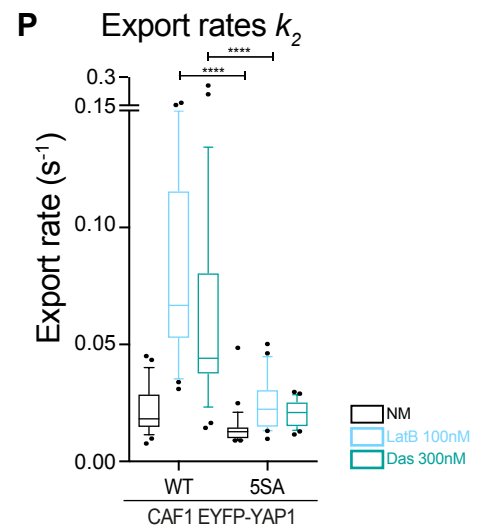 P Export rates k2
****
****
0.3
0.15
0.10
0.05
0.00
Export rate (s-1)
WT 5SA
CAF1 EYFP-YAP1
NM
LatB 100nM
Das 300nM